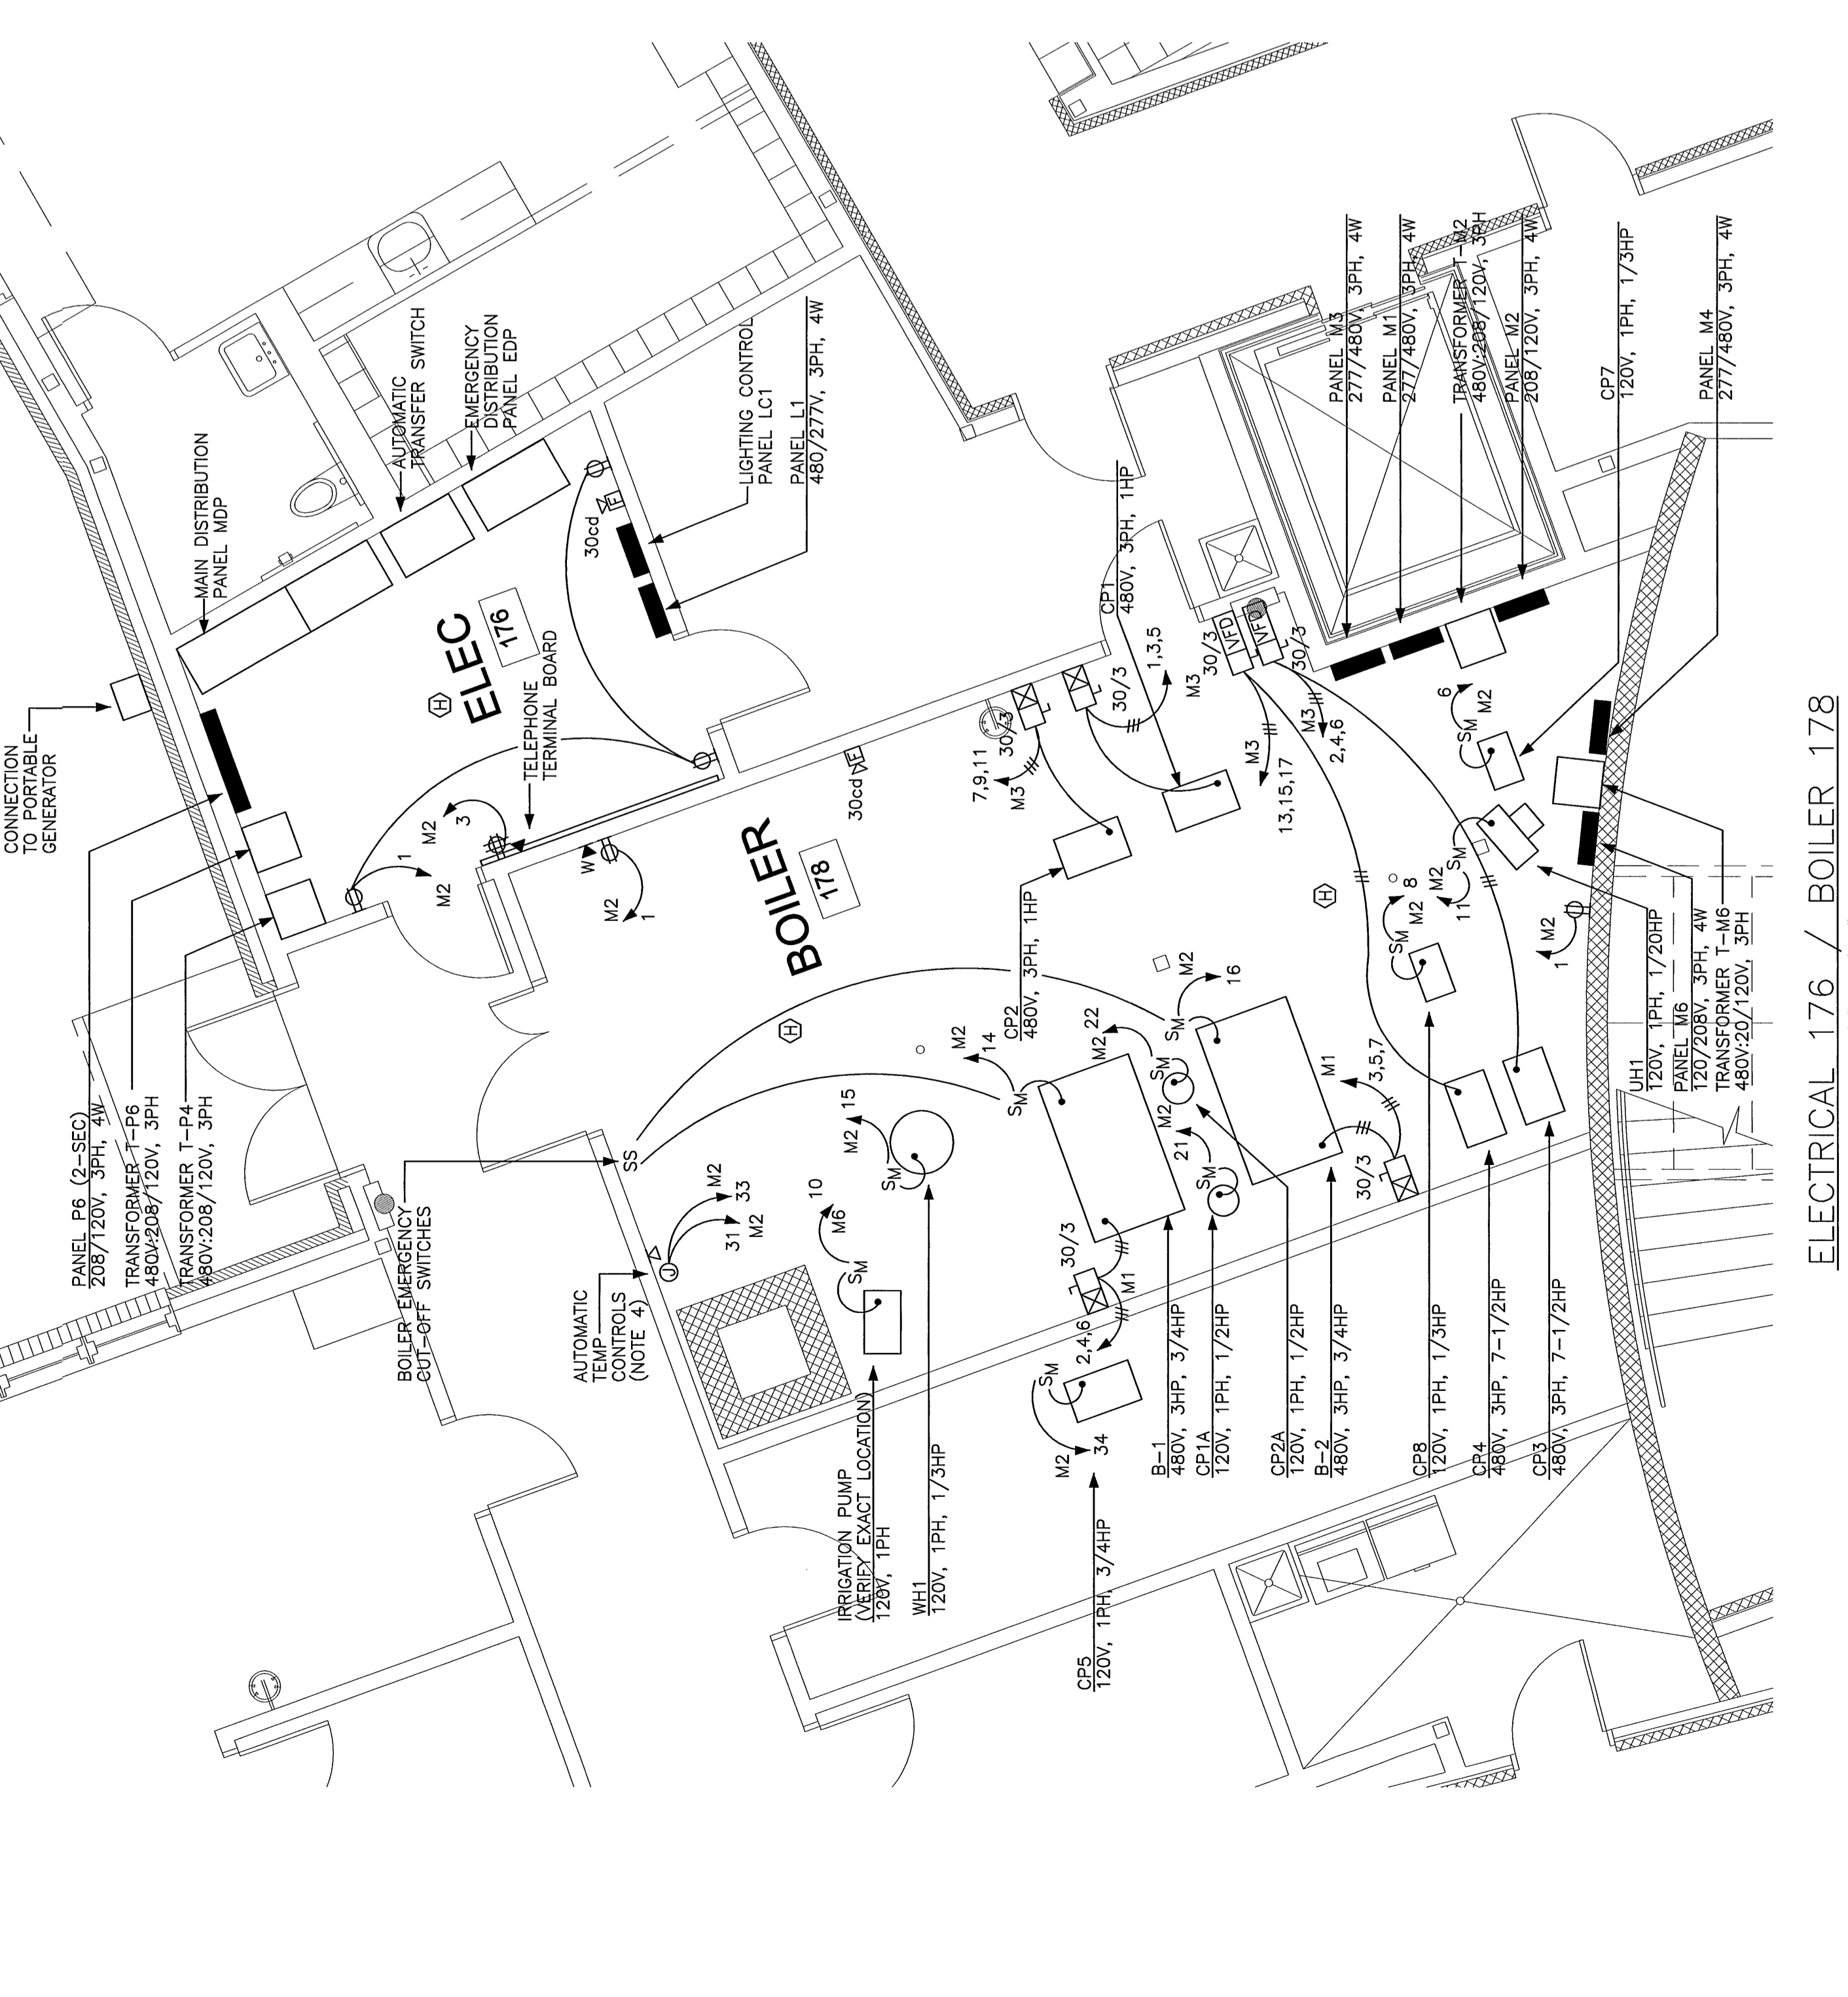 CONNECTION
TO PORTABLE
GENERATOR
MAIN DISTRIBUTION
PANEL MDP
AUTOMATIC
TRANSFER SWITCH
EMERGENCY
DISTRIBUTION
PANEL EDP
LIGHTING CONTROL
PANEL LC1
PANEL L1
480/277V, 3PH, 4W
30cd
F
ELEC
176
H
TELEPHONE
TERMINAL BOARD
PANEL P6 (2-SEC)
208/120V, 3PH, 4W
TRANSFORMER T-P6
480V:208/120V, 3PH
TRANSFORMER T-P4
480V:208/120V, 3PH
1
M2
M2
3
W
M2
1
BOILER EMERGENCY
CUT-OFF SWITCHES
SS
AUTOMATIC
TEMP
CONTROLS
(NOTE 4)
J
M2
33
31
M2
BOILER
178
H
30cd
F
IRRIGATION PUMP
(VERIFY EXACT LOCATION)
120V, 1PH
10
M6
SM
WH1
120V, 1PH, 1/3HP
M2
15
SM
7,9,11
M3
30/3
30/3
1,3,5
M3
CP1
480V, 3PH, 1HP
CP2
480V, 3PH, 1HP
30/3
VFD
VFD
30/3
M3
13,15,17
M3
2,4,6
M2
14
SM
M2
22
SM
M2
16
SM
M2
21
SM
30/3
M1
2,4,6
M1
3,5,7
30/3
SM
M2
34
CP5
120V, 1PH, 3/4HP
B-1
480V, 3HP, 3/4HP
CP1A
120V, 1PH, 1/2HP
CP2A
120V, 1PH, 1/2HP
B-2
480V, 3HP, 3/4HP
CP8
120V, 1PH, 1/3HP
CP4
480V, 3HP, 7-1/2HP
CP3
480V, 3PH, 7-1/2HP
H
M2
8
SM
M2
11
SM
6
M2
SM
1
M2
PANEL M3
277/480V, 3PH, 4W
PANEL M1
277/480V, 3PH, 4W
TRANSFORMER T-M2
480V:208/120V, 3PH
PANEL M2
208/120V, 3PH, 4W
CP7
120V, 1PH, 1/3HP
PANEL M4
277/480V, 3PH, 4W
UH1
120V, 1PH, 1/20HP
PANEL M6
120/208V, 3PH, 4W
TRANSFORMER T-M6
480V:20/120V, 3PH
ELECTRICAL 176 / BOILER 178